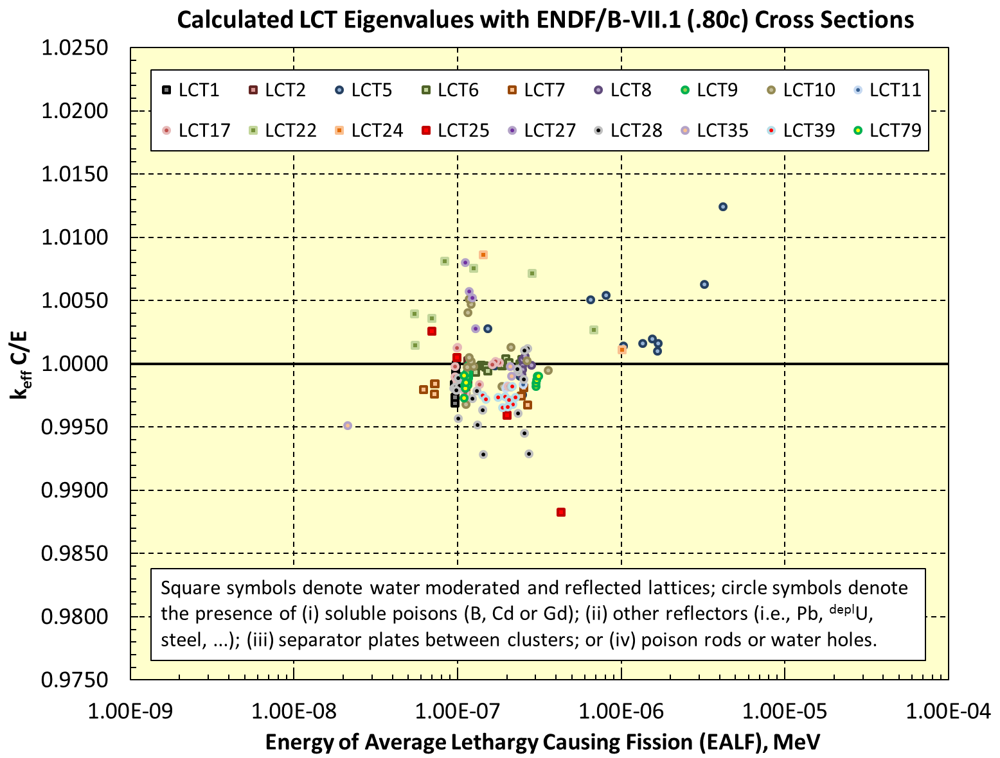 Calculated LCT Eigenvalues with ENDF/B-VII.1 (.80c) Cross Sections
1.0250
1.0200
1.0150
1.0100
1.0050
1.0000
0.9950
0.9900
0.9850
0.9800
0.9750
keff C/E
LCT1 LCT2 LCT5 LCT6 LCT7 LCT8 LCT9 LCT10 LCT11
LCT17 LCT22 LCT24 LCT25 LCT27 LCT28 LCT35 LCT39 LCT79
Square symbols denote water moderated and reflected lattices; circle symbols denote
the presence of (i) soluble poisons (B, Cd or Gd); (ii) other reflectors (i.e., Pb, deplU,
steel, ...); (iii) separator plates between clusters; or (iv) poison rods or water holes.
1.00E-09 1.00E-08 1.00E-07 1.00E-06 1.00E-05 1.00E-04
Energy of Average Lethargy Causing Fission (EALF), MeV